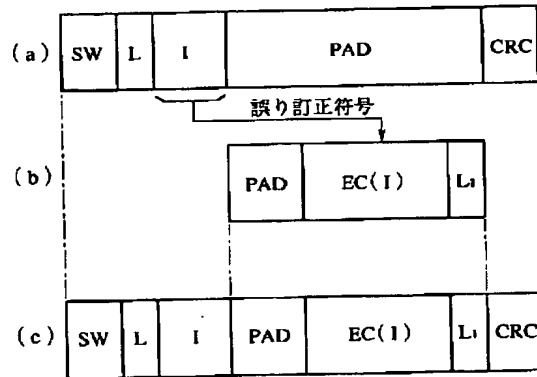 (a) SW L I PAD CRC
誤り訂正符号
(b) PAD EC(I) L₁
(c) SW L I PAD EC(I) L₁ CRC